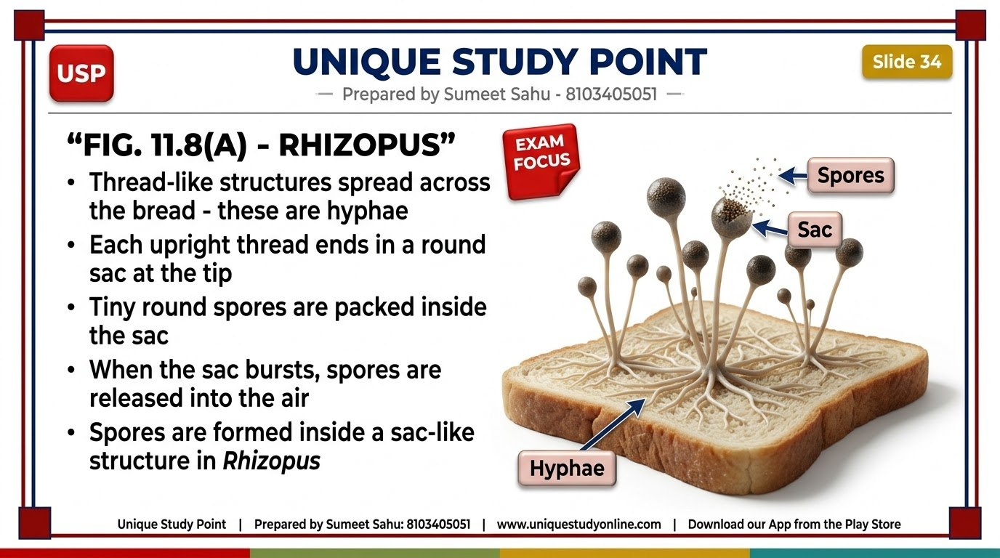 USP
UNIQUE STUDY POINT
Prepared by Sumeet Sahu - 8103405051
Slide 34
“FIG. 11.8(A) - RHIZOPUS”
• Thread-like structures spread across
the bread - these are hyphae
• Each upright thread ends in a round
sac at the tip
• Tiny round spores are packed inside
the sac
• When the sac bursts, spores are
released into the air
• Spores are formed inside a sac-like
structure in Rhizopus
EXAM
FOCUS
Spores
Sac
Hyphae
Unique Study Point | Prepared by Sumeet Sahu: 8103405051 | www.uniquestudyonline.com | Download our App from the Play Store